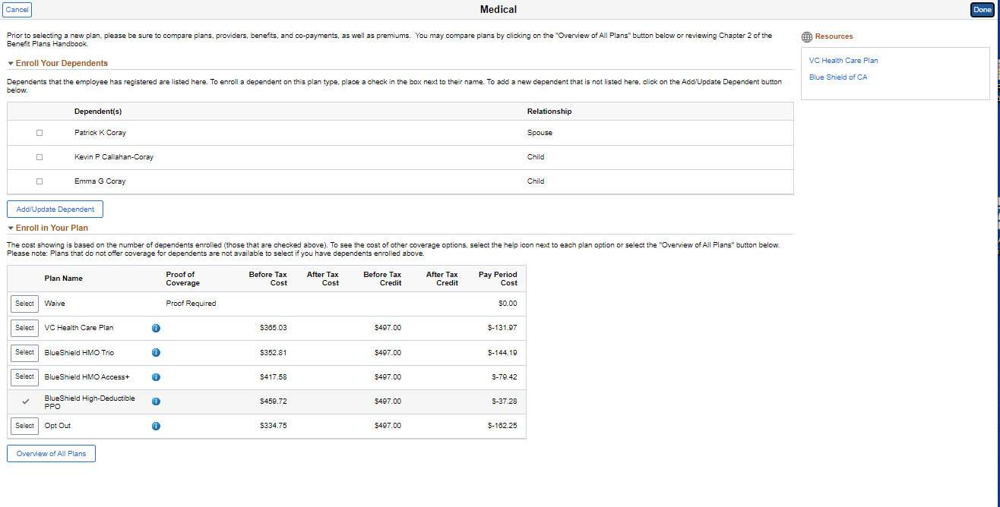 Cancel
Medical
Done
Prior to selecting a new plan, please be sure to compare plans, providers, benefits, and co-payments, as well as premiums. You may compare plans by clicking on the "Overview of All Plans" button below or reviewing Chapter 2 of the
Benefit Plans Handbook.
Resources
VC Health Care Plan
Blue Shield of CA
Enroll Your Dependents
Dependents that the employee has registered are listed here. To enroll a dependent on this plan type, place a check in the box next to their name. To add a new dependent that is not listed here, click on the Add/Update Dependent button
below.
Dependent(s) Relationship
Patrick K Coray Spouse
Kevin P Callahan-Coray Child
Emma G Coray Child
Add/Update Dependent
Enroll in Your Plan
The cost showing is based on the number of dependents enrolled (those that are checked above). To see the cost of other coverage options, select the help icon next to each plan option or select the "Overview of All Plans" button below.
Please note: Plans that do not offer coverage for dependents are not available to select if you have dependents enrolled above.
Plan Name Proof of Coverage Before Tax Cost After Tax Cost Before Tax Credit After Tax Credit Pay Period Cost
Select Waive Proof Required $0.00
Select VC Health Care Plan $365.03 $497.00 $-131.97
Select BlueShield HMO Trio $352.81 $497.00 $-144.19
Select BlueShield HMO Access+ $417.58 $497.00 $-79.42
BlueShield High-Deductible PPO $459.72 $497.00 $-37.28
Select Opt Out $334.75 $497.00 $-162.25
Overview of All Plans